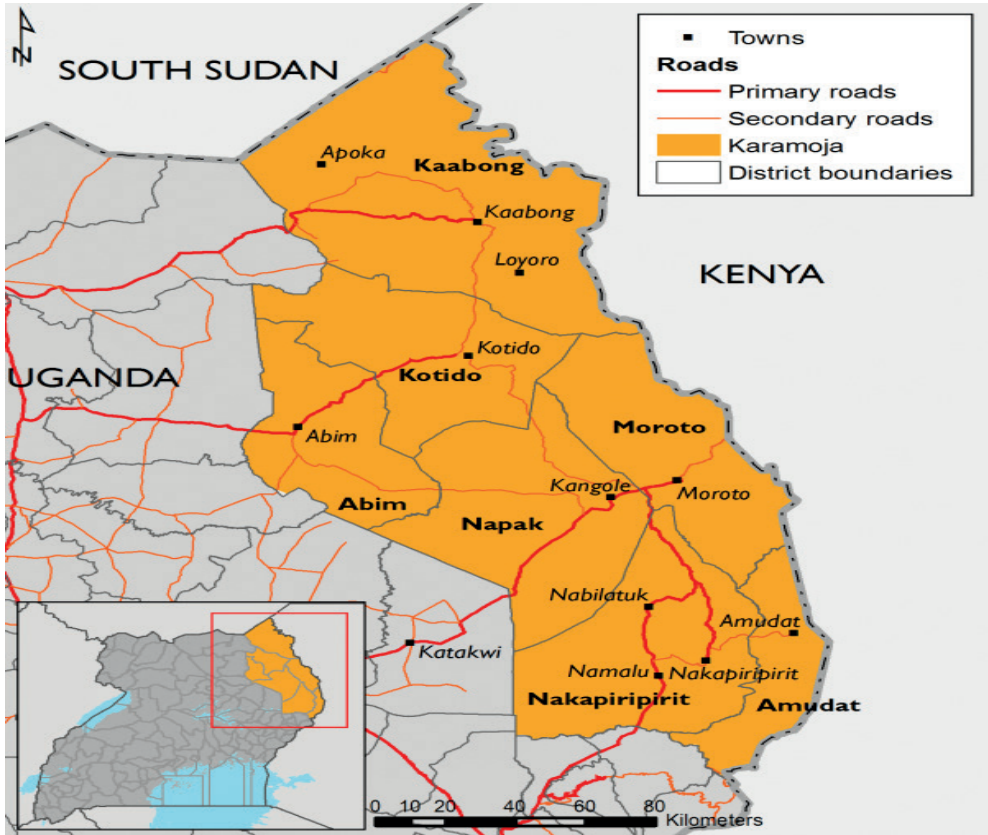 N
SOUTH SUDAN
Towns
Roads
Primary roads
Secondary roads
Karamoja
District boundaries
Apoka
Kaabong
Kaabong
Loyoro
KENYA
Kotido
Kotido
UGANDA
Abim
Moroto
Kangole
Moroto
Abim
Napak
Nabilatuk
Amudat
Katakwi
Namalu
Nakapiripirit
Nakapiripirit
Amudat
0 10 20 40 60 80
Kilometers